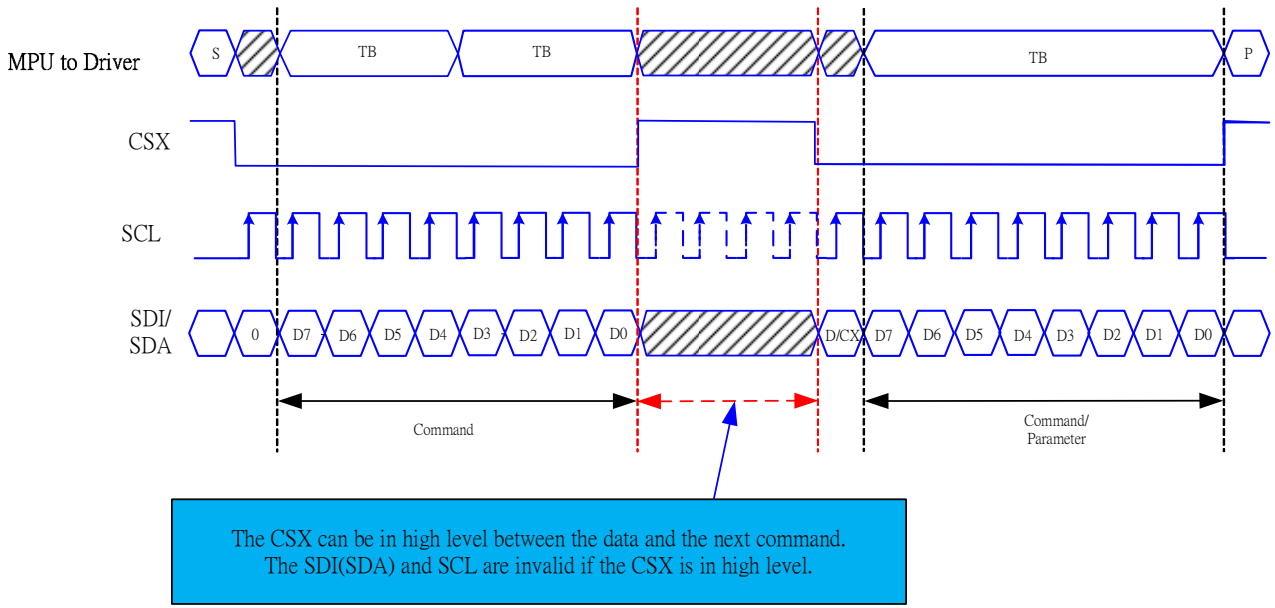 S TB TB TB P
MPU to Driver
CSX
SCL
SDI/
SDA
0 D7 D6 D5 D4 D3 D2 D1 D0 D/CX D7 D6 D5 D4 D3 D2 D1 D0
Command
Command/
Parameter
The CSX can be in high level between the data and the next command.
The SDI(SDA) and SCL are invalid if the CSX is in high level.